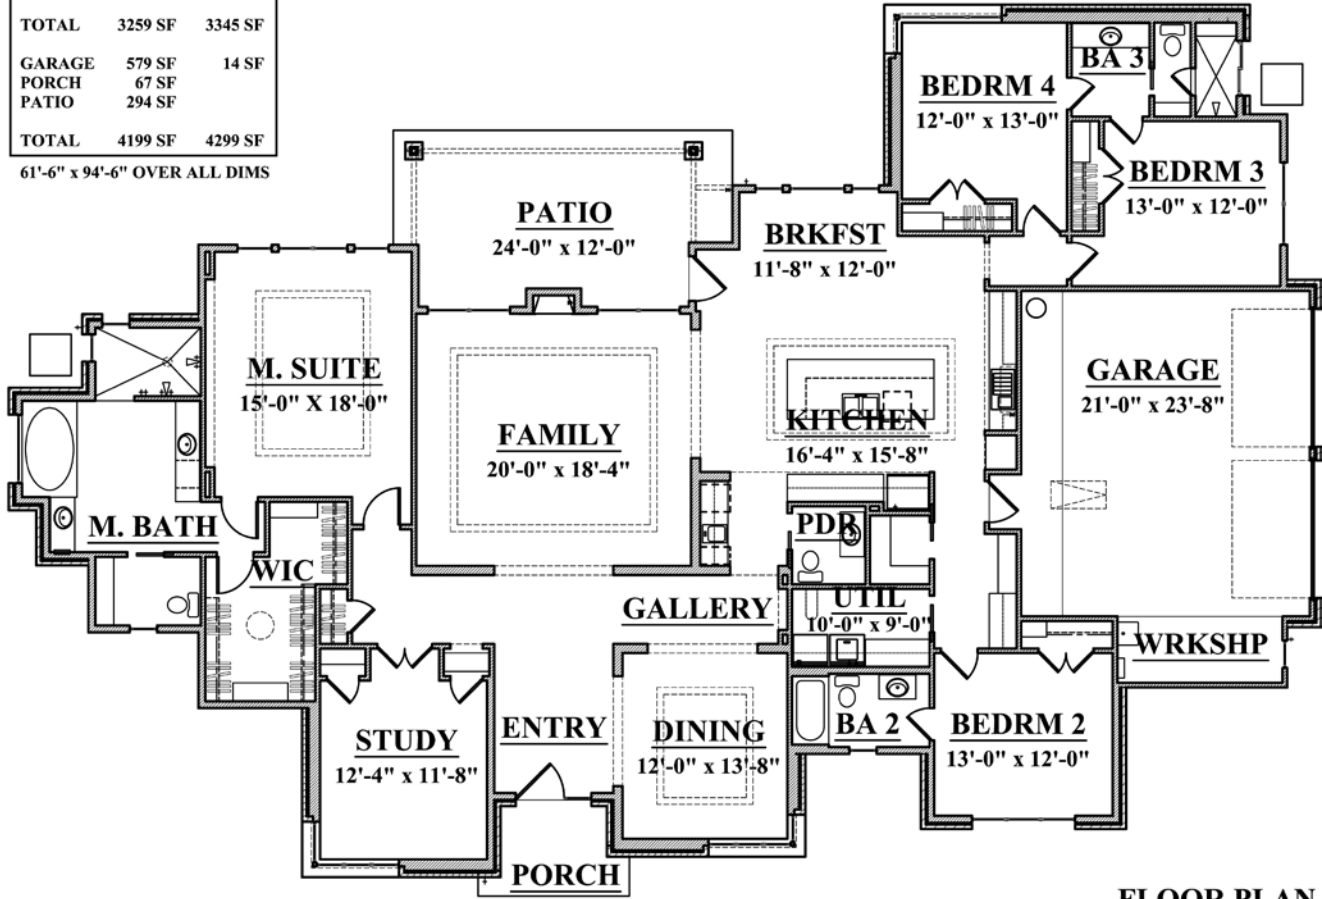 TOTAL 3259 SF 3345 SF
GARAGE 579 SF 14 SF
PORCH 67 SF
PATIO 294 SF
TOTAL 4199 SF 4299 SF
61'-6" x 94'-6" OVER ALL DIMS
BEDRM 4
12'-0" x 13'-0"
BA 3
BEDRM 3
13'-0" x 12'-0"
PATIO
24'-0" x 12'-0"
BRKFST
11'-8" x 12'-0"
M. SUITE
15'-0" X 18'-0"
FAMILY
20'-0" x 18'-4"
KITCHEN
16'-4" x 15'-8"
GARAGE
21'-0" x 23'-8"
M. BATH
WIC
PDR
GALLERY
UTIL
10'-0" x 9'-0"
WRKSHP
STUDY
12'-4" x 11'-8"
ENTRY
DINING
12'-0" x 13'-8"
BA 2
BEDRM 2
13'-0" x 12'-0"
PORCH
FLOOR PLAN